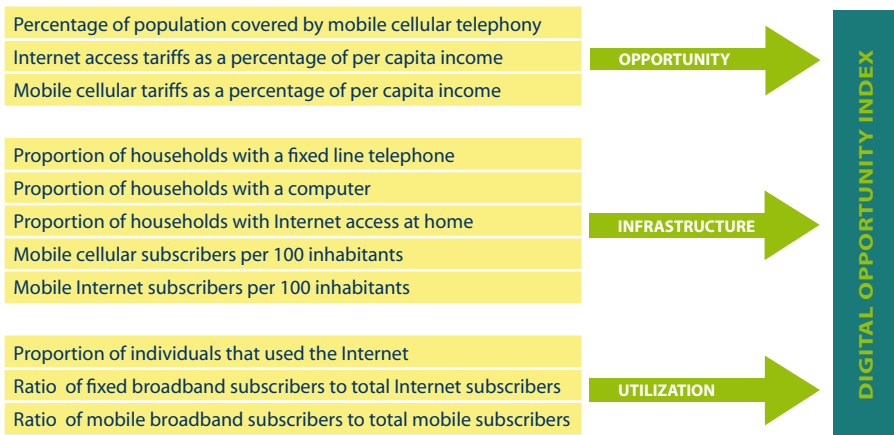 Percentage of population covered by mobile cellular telephony
Internet access tariffs as a percentage of per capita income
Mobile cellular tariffs as a percentage of per capita income
OPPORTUNITY
Proportion of households with a fixed line telephone
Proportion of households with a computer
Proportion of households with Internet access at home
Mobile cellular subscribers per 100 inhabitants
Mobile Internet subscribers per 100 inhabitants
INFRASTRUCTURE
Proportion of individuals that used the Internet
Ratio of fixed broadband subscribers to total Internet subscribers
Ratio of mobile broadband subscribers to total mobile subscribers
UTILIZATION
DIGITAL OPPORTUNITY INDEX